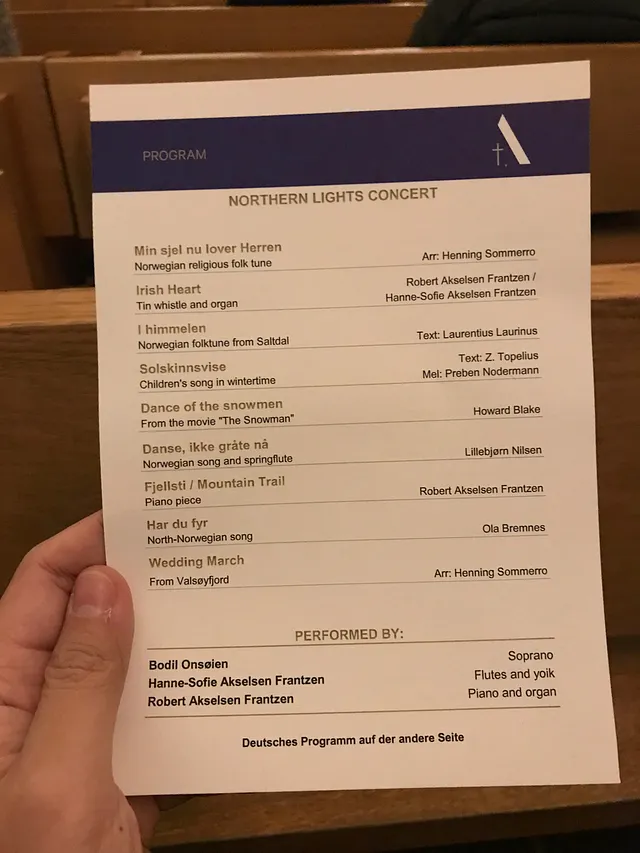 PROGRAM
NORTHERN LIGHTS CONCERT
Min sjel nu lover Herren
Norwegian religious folk tune
Arr: Henning Sommerro
Irish Heart
Tin whistle and organ
Robert Akselsen Frantzen /
Hanne-Sofie Akselsen Frantzen
I himmelen
Norwegian folktune from Saltdal
Text: Laurentius Laurinus
Solskinnsvise
Children's song in wintertime
Text: Z. Topelius
Mel: Preben Nodermann
Dance of the snowmen
From the movie "The Snowman"
Howard Blake
Danse, ikke gråte nå
Norwegian song and springflute
Lillebjørn Nilsen
Fjellsti / Mountain Trail
Piano piece
Robert Akselsen Frantzen
Har du fyr
North-Norwegian song
Ola Bremnes
Wedding March
From Valsøyfjord
Arr: Henning Sommerro
PERFORMED BY:
Bodil Onsøien Soprano
Hanne-Sofie Akselsen Frantzen Flutes and yoik
Robert Akselsen Frantzen Piano and organ
Deutsches Programm auf der andere Seite